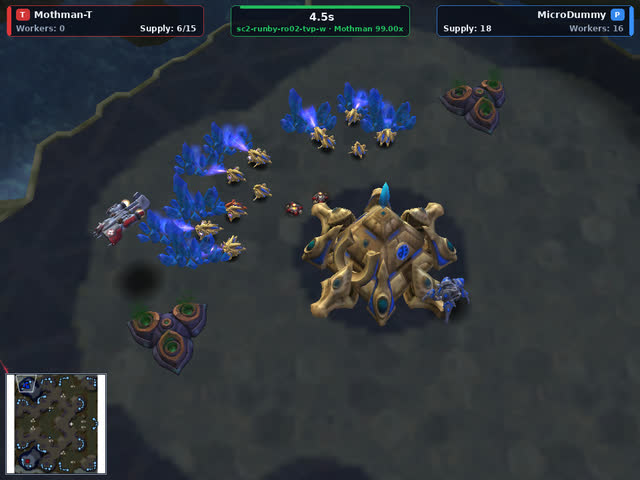 T Mothman-T
Workers: 0 Supply: 6/15
4.5s
sc2-runby-ro02-tvp-w · Mothman 99.00x
MicroDummy P
Supply: 18 Workers: 16